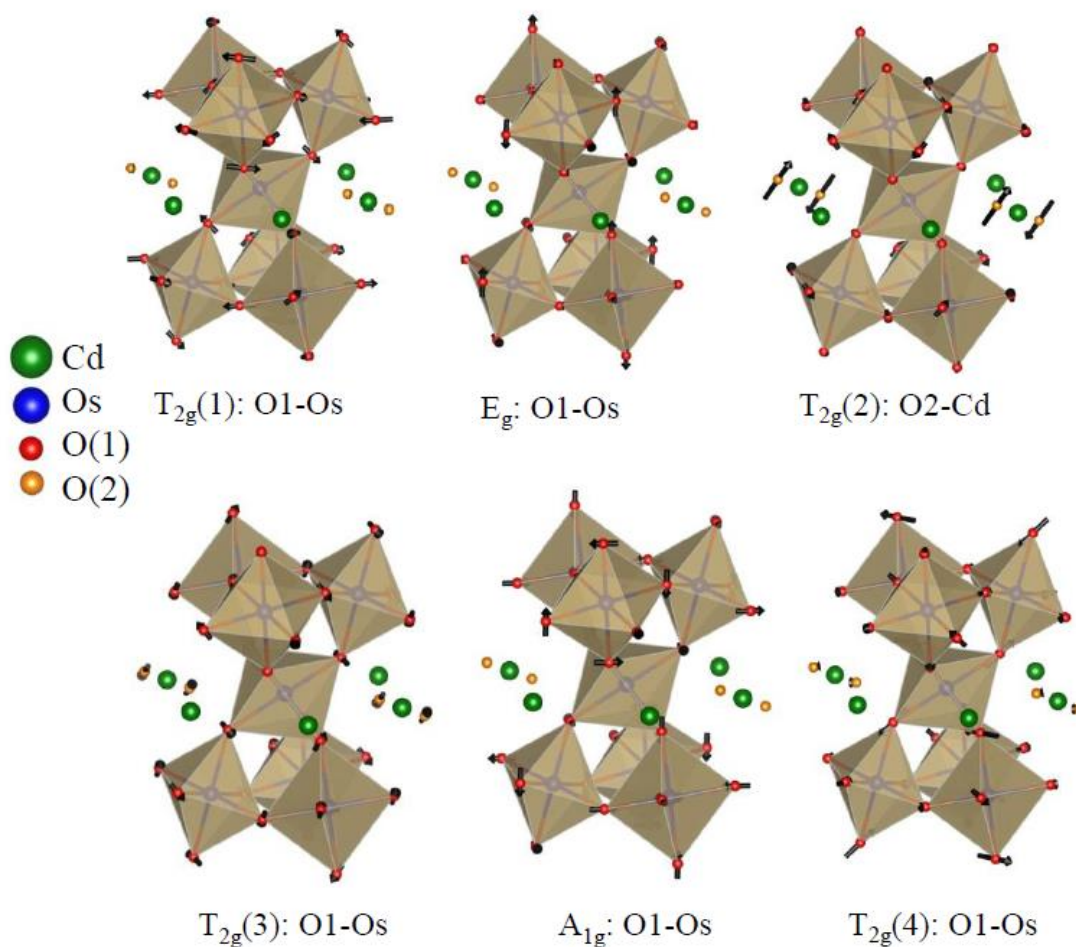 Cd
Os
O(1)
O(2)
T₂g(1): O1-Os
Eg: O1-Os
T₂g(2): O2-Cd
T₂g(3): O1-Os
A₁g: O1-Os
T₂g(4): O1-Os